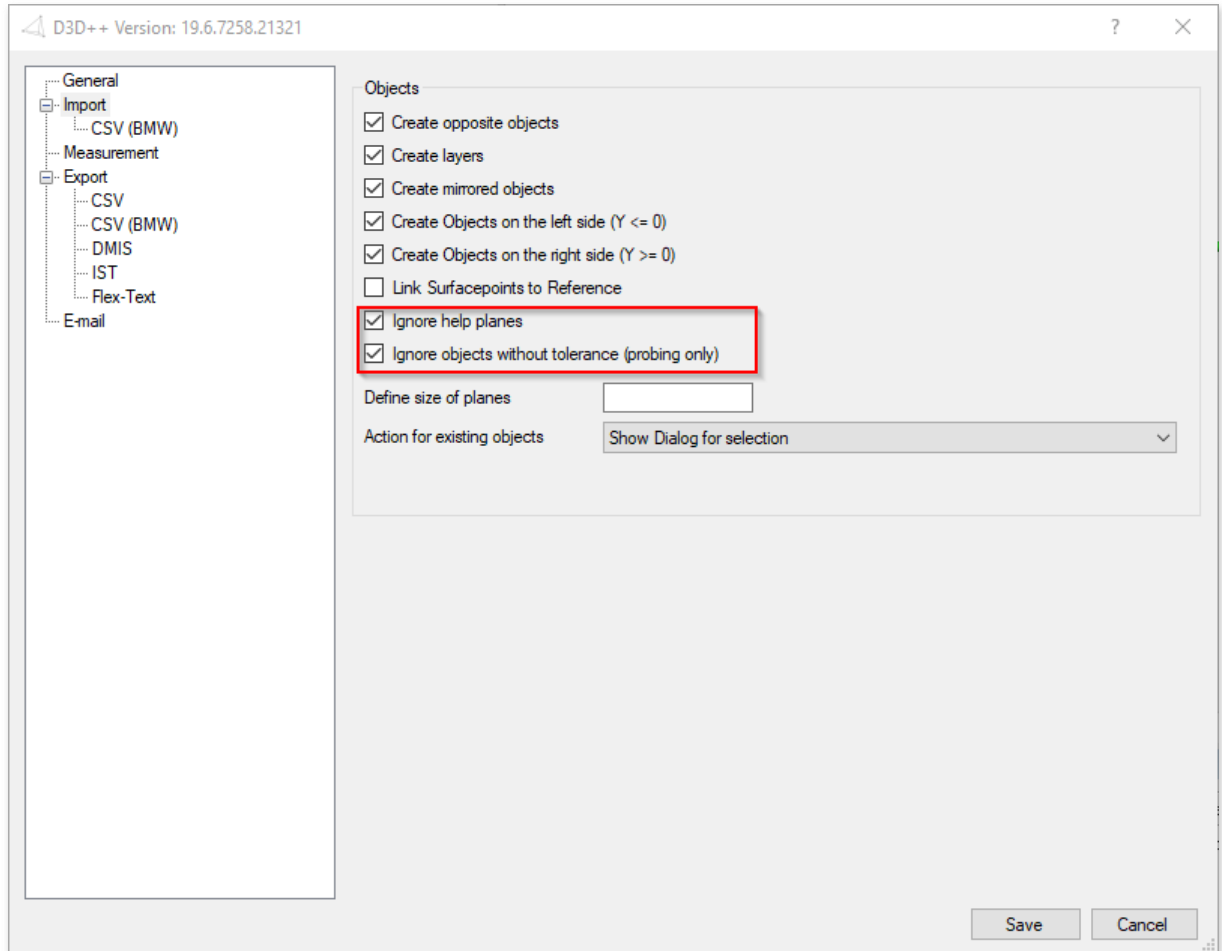 D3D++ Version: 19.6.7258.21321
General
Import
CSV (BMW)
Measurement
Export
CSV
CSV (BMW)
DMIS
IST
Flex-Text
E-mail
Objects
Create opposite objects
Create layers
Create mirrored objects
Create Objects on the left side (Y <= 0)
Create Objects on the right side (Y >= 0)
Link Surfacepoints to Reference
Ignore help planes
Ignore objects without tolerance (probing only)
Define size of planes
Action for existing objects Show Dialog for selection
Save Cancel